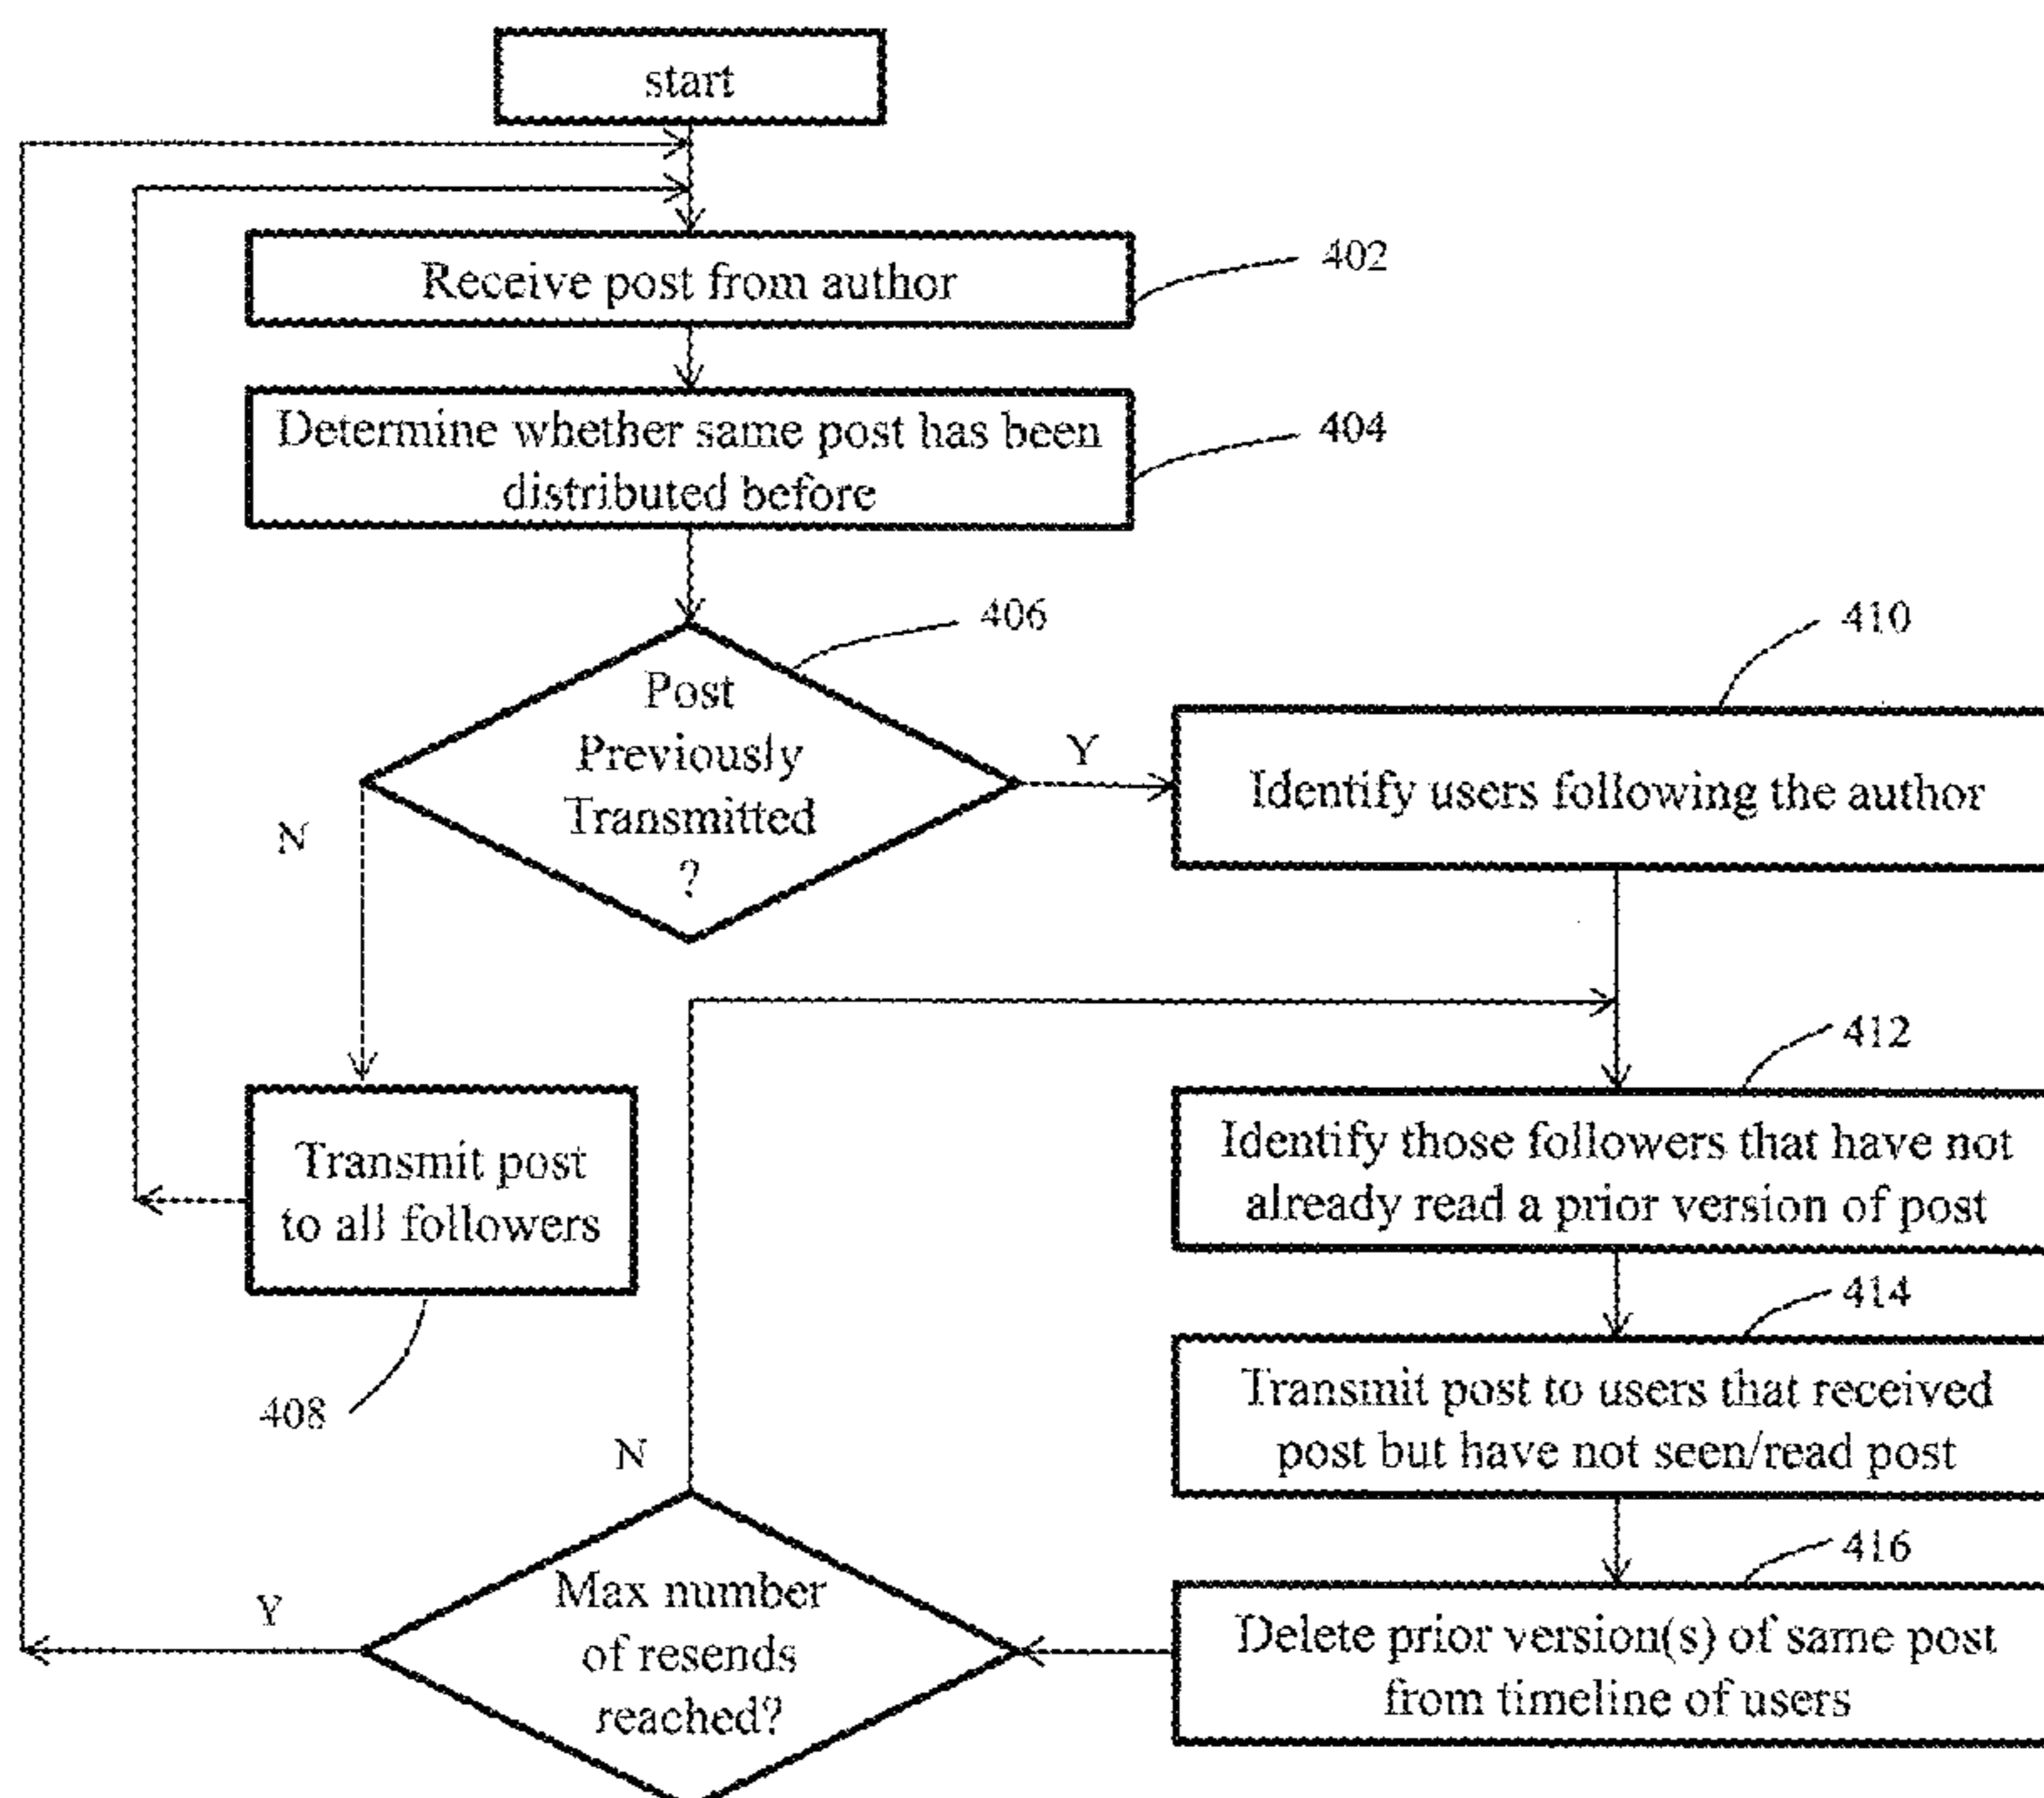 start
Receive post from author
402
Determine whether same post has been
distributed before
404
406
Post
Previously
Transmitted
?
Y
N
410
Identify users following the author
412
Identify those followers that have not
already read a prior version of post
Transmit post
to all followers
408
414
Transmit post to users that received
post but have not seen/read post
416
Delete prior version(s) of same post
from timeline of users
N
Y
Max number
of resends
reached?